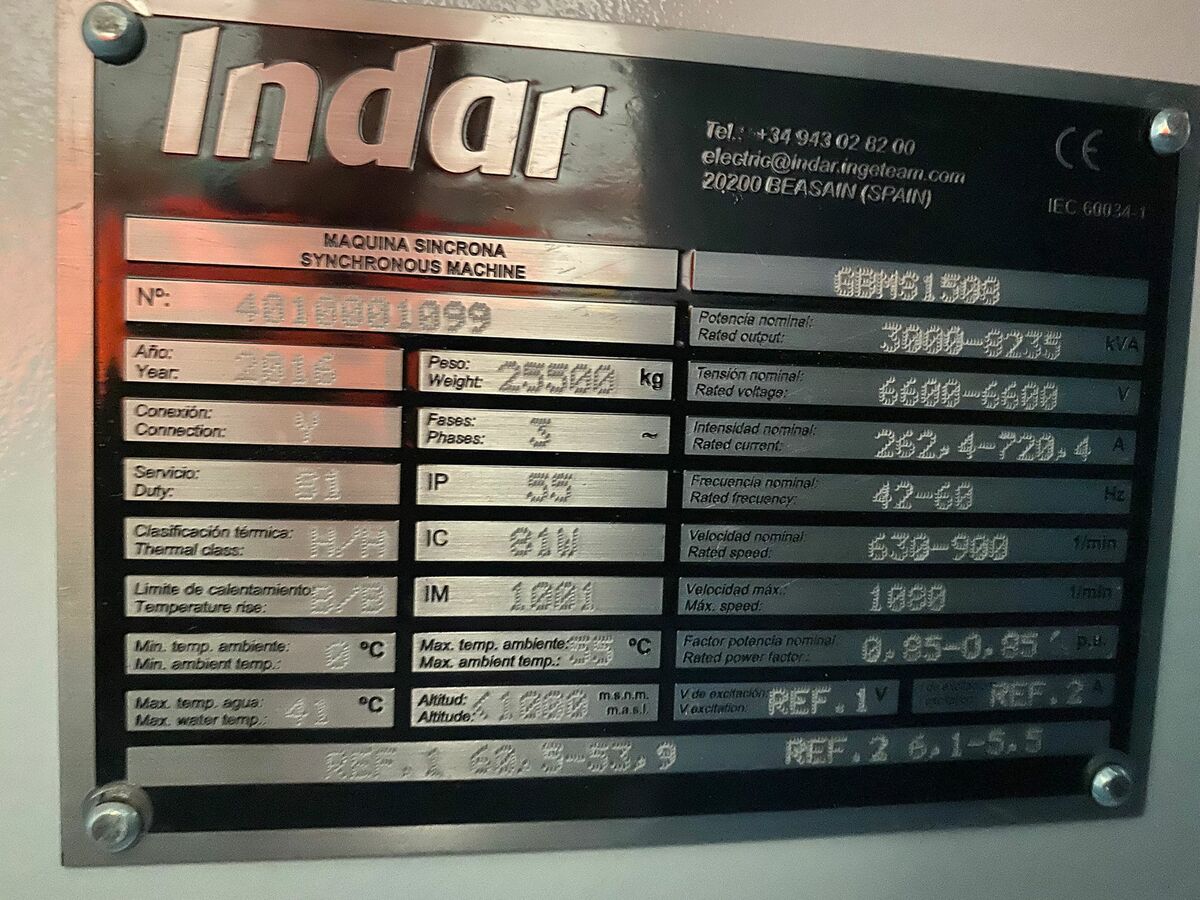 Indar
Tel.: +34 943 02 82 00
electric@indar.ingeteam.com
20200 BEASAIN (SPAIN)
CE
IEC 60034-1
MAQUINA SINCRONA
SYNCHRONOUS MACHINE
Nº: 40100001099
Potencia nominal:
Rated output: 3000-8235 kVA
Año:
Year: 2016
Peso:
Weight: 25500 kg
Tensión nominal:
Rated voltage: 6600-6600 V
Conexión:
Connection: Y
Fases:
Phases: 3 ~
Intensidad nominal:
Rated current: 262.4-720.4 A
Servicio:
Duty: S1
IP 55
Frecuencia nominal:
Rated frecuency: 42-60 Hz
Clasificación térmica:
Thermal class: H/H
IC 81W
Velocidad nominal:
Rated speed: 630-900 1/min
Limite de calentamiento:
Temperature rise: B/B
IM 1001
Velocidad máx.:
Máx. speed: 1080 1/min
Min. temp. ambiente:
Min. ambient temp.: 0 ºC
Max. temp. ambiente:
Max. ambient temp.: ºC
Factor potencia nominal
Rated power factor: 0.85-0.85 p.u.
Max. temp. agua:
Max. water temp.: 41 ºC
Altitud: m.s.n.m.
Altitude: <1000 m.a.s.l.
V de excitación:
V excitation: REF.1 V
REF.2 A
REF.1 60.3-53.9 REF.2 6.1-5.5